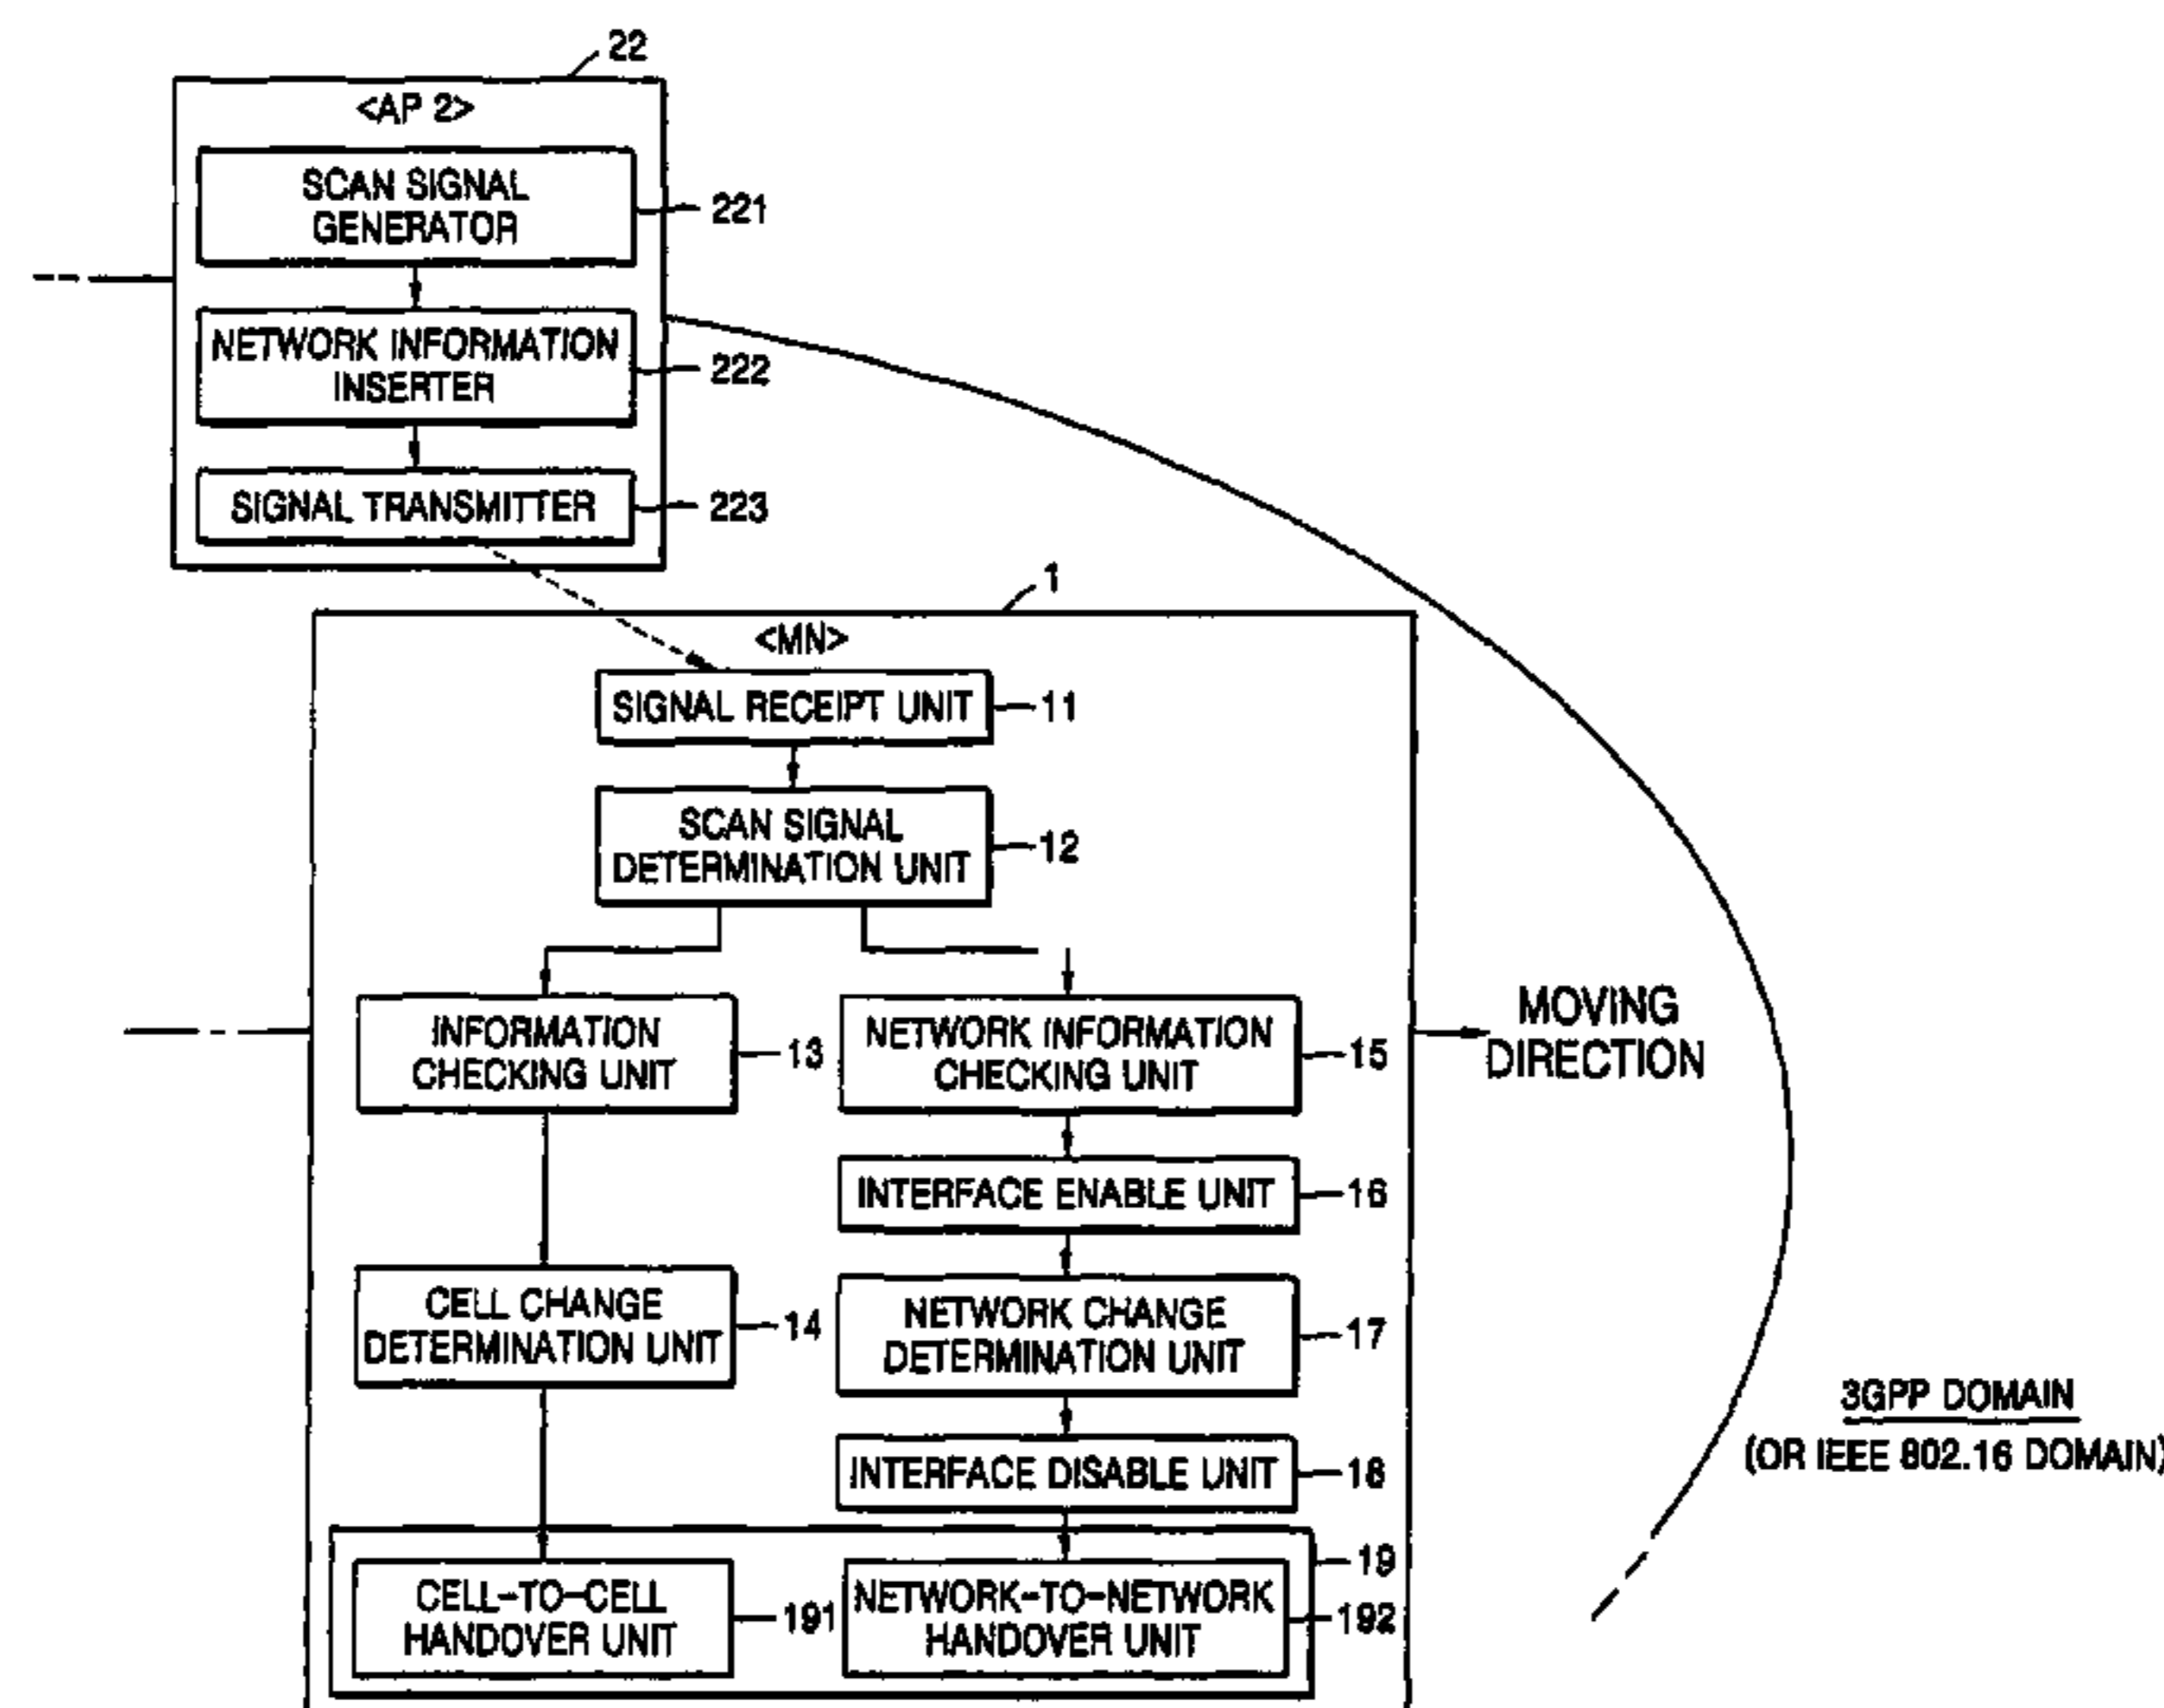 22
<AP 2>
SCAN SIGNAL
GENERATOR
221
NETWORK INFORMATION
INSERTER
222
SIGNAL TRANSMITTER
223
1
<MN>
SIGNAL RECEIPT UNIT
11
SCAN SIGNAL
DETERMINATION UNIT
12
INFORMATION
CHECKING UNIT
13
NETWORK INFORMATION
CHECKING UNIT
15
MOVING
DIRECTION
INTERFACE ENABLE UNIT
16
CELL CHANGE
DETERMINATION UNIT
14
NETWORK CHANGE
DETERMINATION UNIT
17
3GPP DOMAIN
(OR IEEE 802.16 DOMAIN)
INTERFACE DISABLE UNIT
18
19
CELL-TO-CELL
HANDOVER UNIT
191
NETWORK-TO-NETWORK
HANDOVER UNIT
192